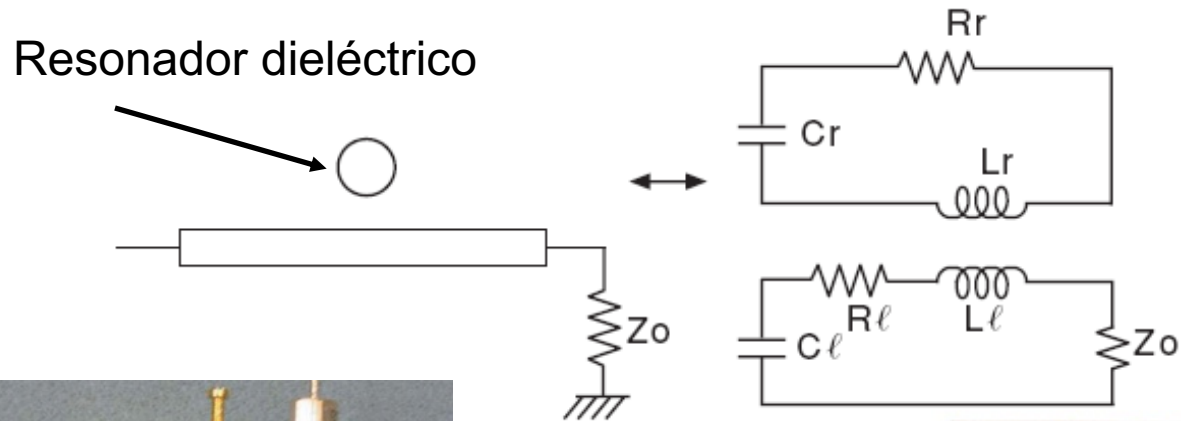 Resonador dieléctrico
Rr
Cr
Lr
Zo
Rℓ
Lℓ
Cℓ
Zo